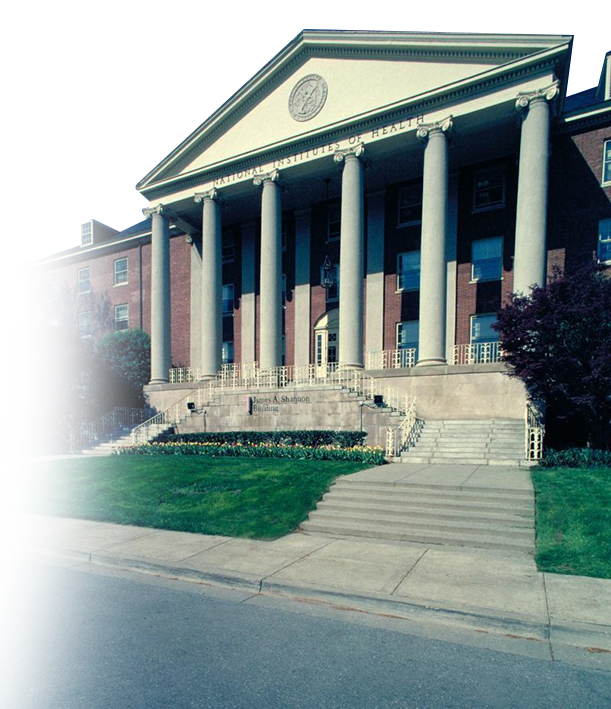 NATIONAL INSTITUTES OF HEALTH
James A. Shannon
Building